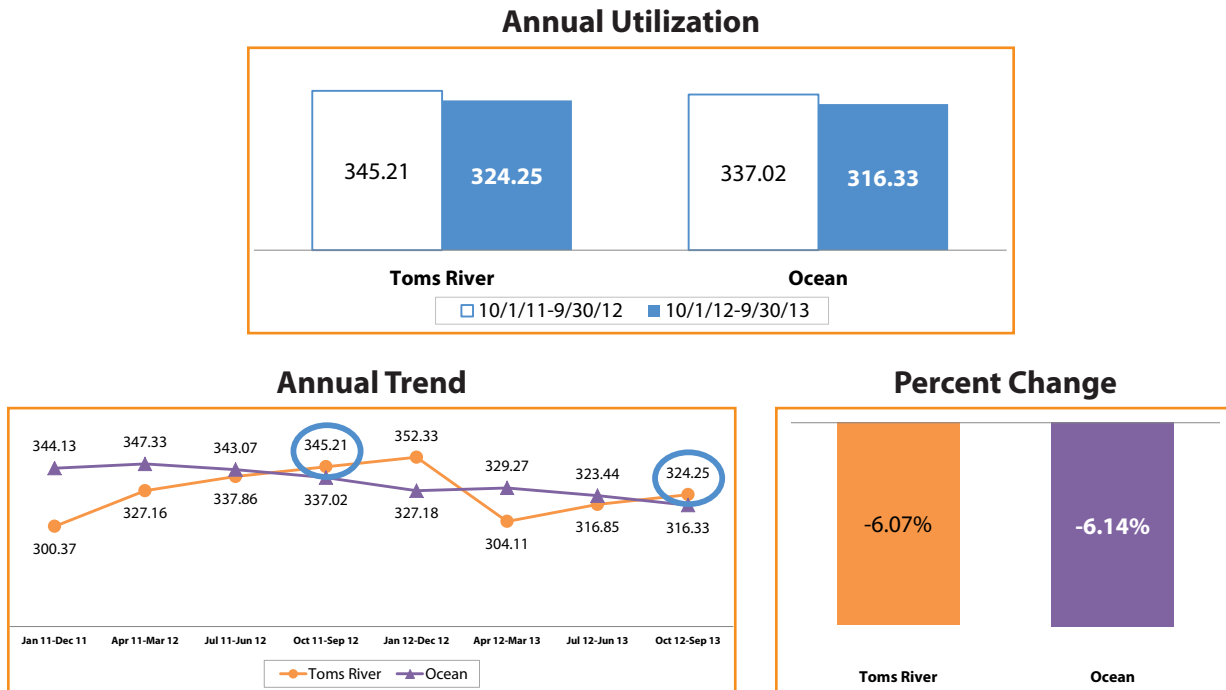 Annual Utilization
345.21
324.25
337.02
316.33
Toms River
Ocean
10/1/11-9/30/12
10/1/12-9/30/13
Annual Trend
344.13
347.33
343.07
345.21
352.33
329.27
323.44
324.25
300.37
327.16
337.86
337.02
327.18
304.11
316.85
316.33
Jan 11-Dec 11
Apr 11-Mar 12
Jul 11-Jun 12
Oct 11-Sep 12
Jan 12-Dec 12
Apr 12-Mar 13
Jul 12-Jun 13
Oct 12-Sep 13
Toms River
Ocean
Percent Change
-6.07%
-6.14%
Toms River
Ocean